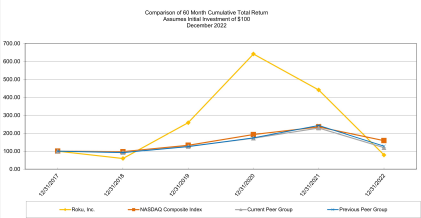 Comparison of 60 Month Cumulative Total Return
Assumes Initial Investment of $100
December 2022
700.00
600.00
500.00
400.00
300.00
200.00
100.00
0.00
12/31/2017
12/31/2018
12/31/2019
12/31/2020
12/31/2021
12/31/2022
Roku, Inc.
NASDAQ Composite Index
Current Peer Group
Previous Peer Group